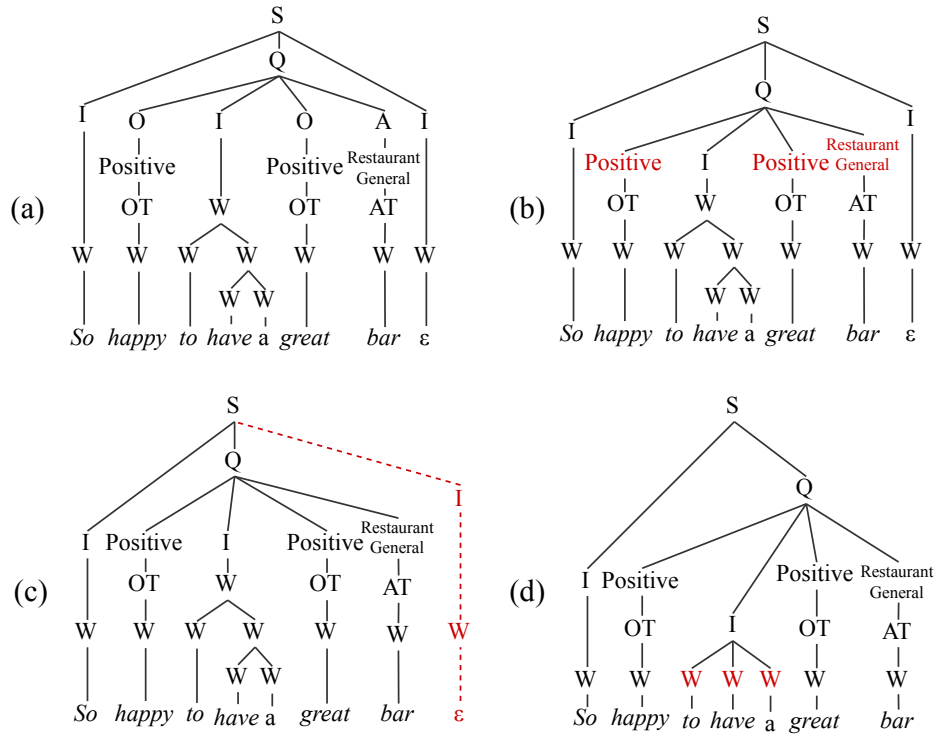 S
Q
I O I O A I
Positive Positive Restaurant
General
(a)
OT W OT AT
W W W W W W W
W W
So happy to have a great bar ε
S
Q
I I
Positive I Positive Restaurant
General
(b)
OT W OT AT
W W W W W W W
W W
So happy to have a great bar ε
S
Q
I
I Positive I Positive Restaurant
General
(c)
OT W OT AT
W W W W W W W
W W
So happy to have a great bar ε
S
Q
I Positive Positive Restaurant
General
(d)
OT I OT AT
W W W W W W W
So happy to have a great bar